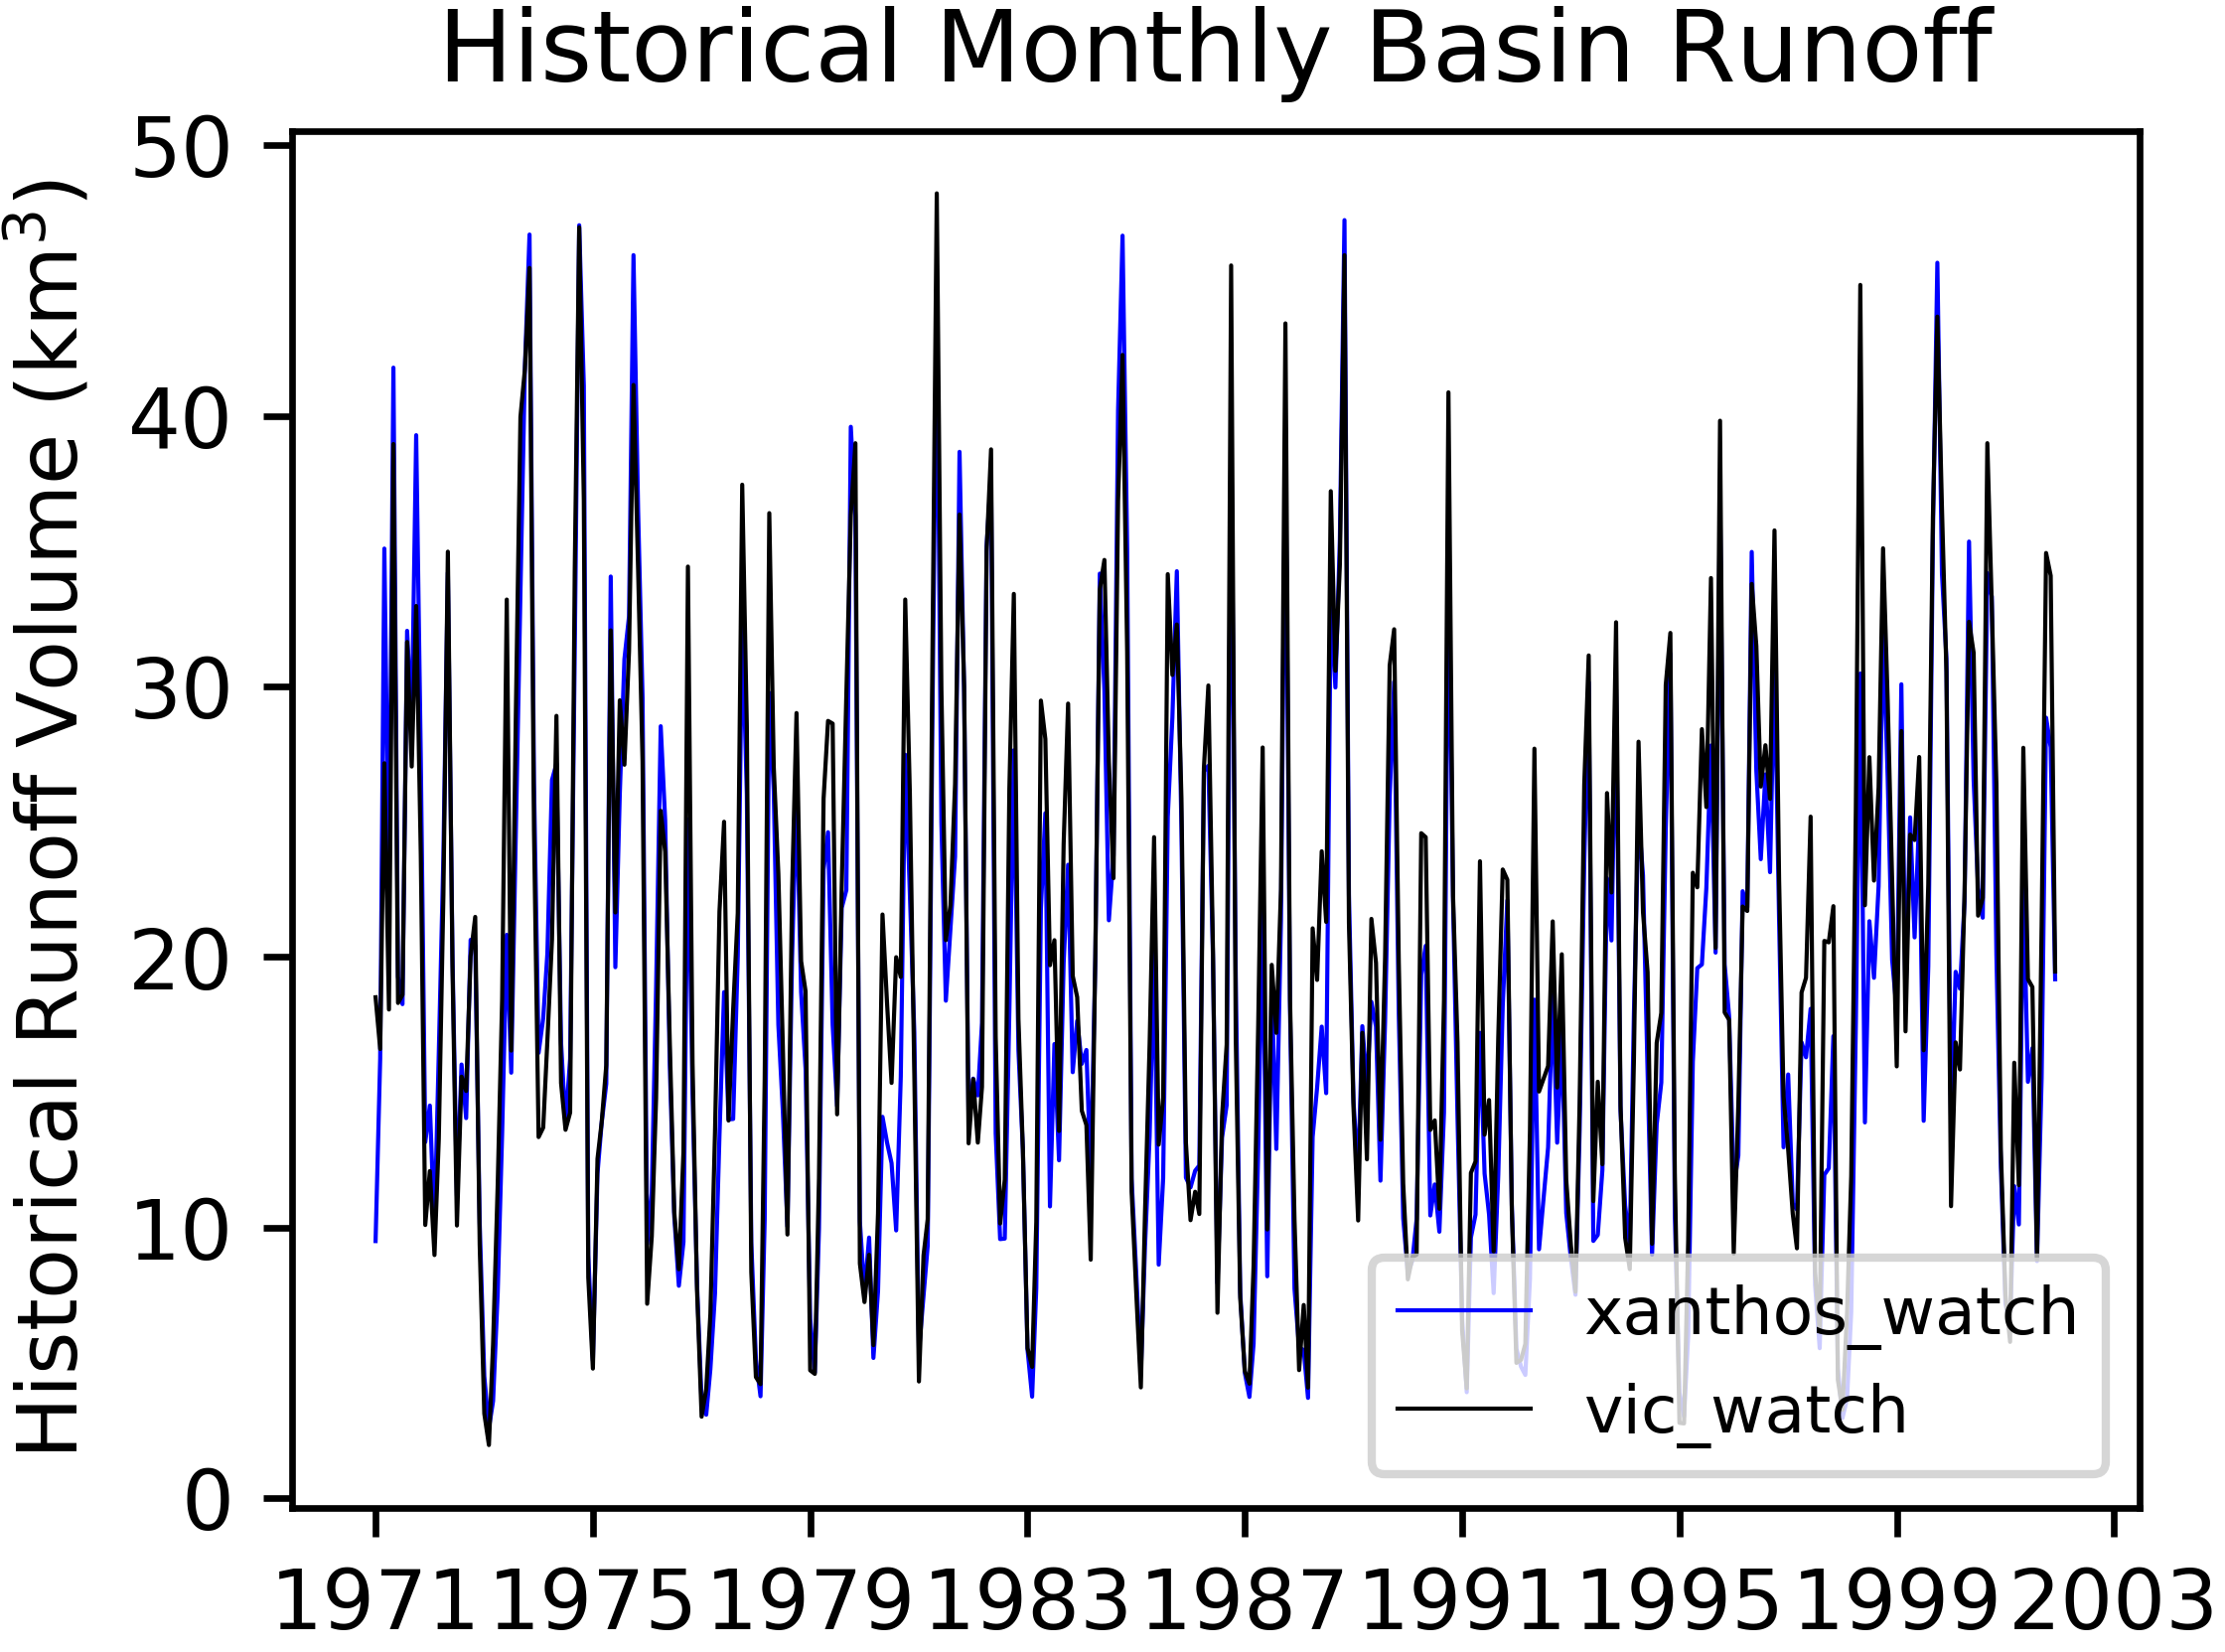 Historical Monthly Basin Runoff
Historical Runoff Volume (km³)
50
40
30
20
10
0
xanthos_watch
vic_watch
1971 1975 1979 1983 1987 1991 1995 1999 2003